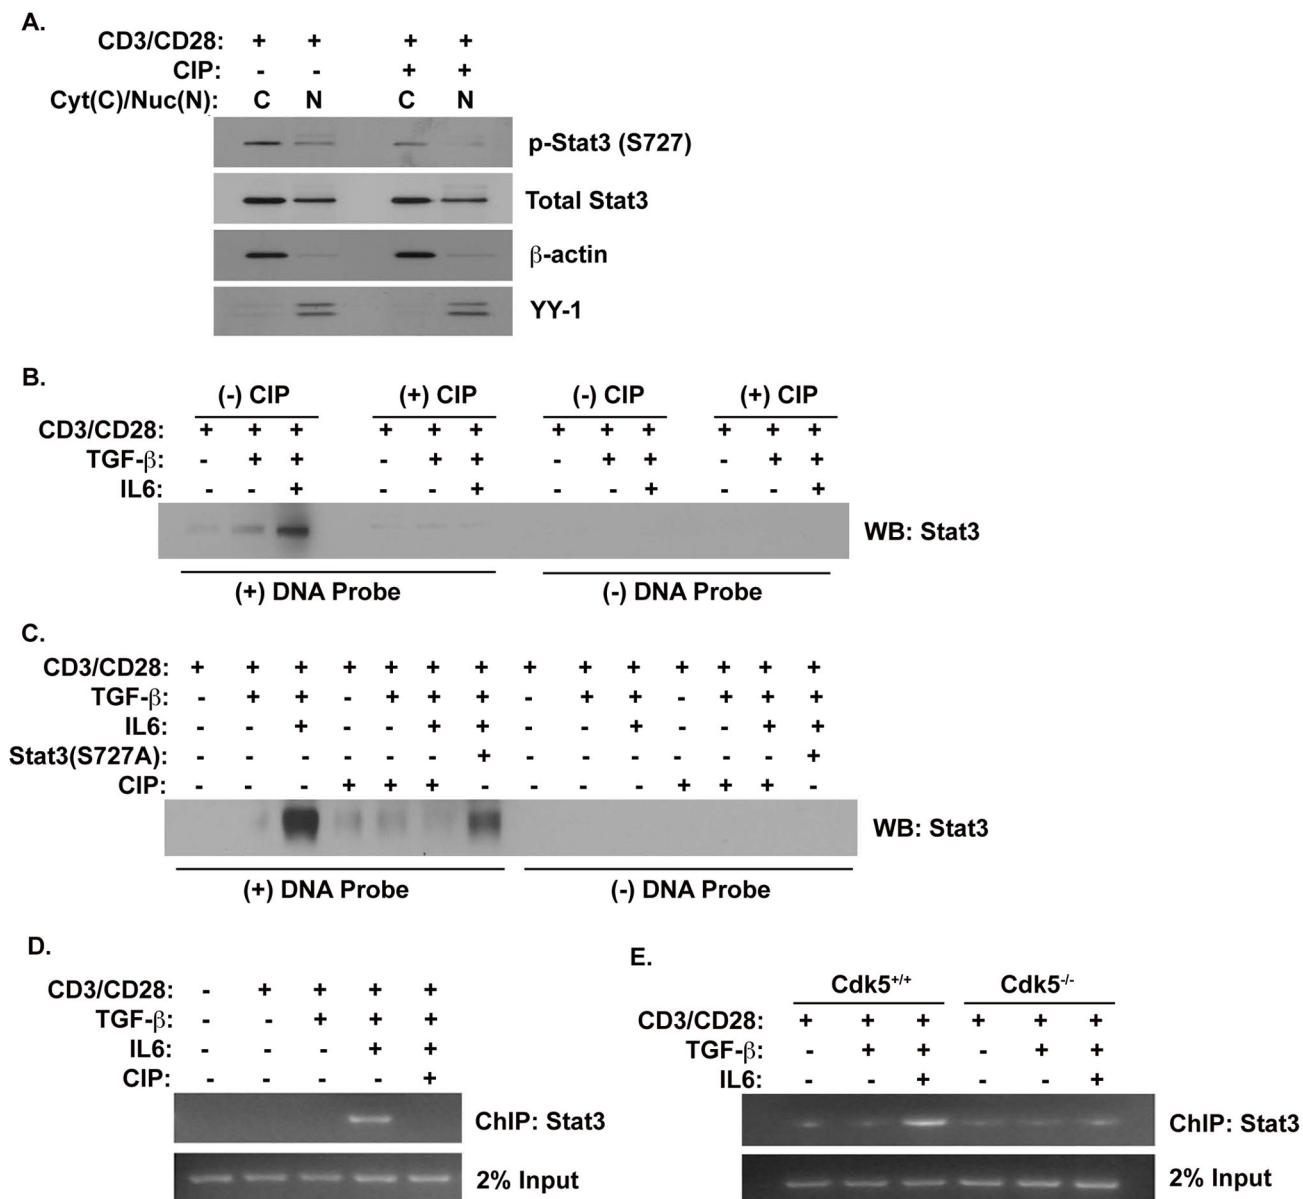 A.
CD3/CD28: + + + +
CIP: - - + +
Cyt(C)/Nuc(N): C N C N
p-Stat3 (S727)
Total Stat3
β-actin
YY-1
B.
(-) CIP (+) CIP (-) CIP (+) CIP
CD3/CD28: + + + + + + + + + + + +
TGF-β: - + + - + + - + + - + +
IL6: - - + - - + - - + - - +
WB: Stat3
(+) DNA Probe (-) DNA Probe
C.
CD3/CD28: + + + + + + + + + + + + + +
TGF-β: - + + - + + + - + + - + + +
IL6: - - + - - + + - - + - - + +
Stat3(S727A): - - - - - - + - - - - - - +
CIP: - - - + + + - - - - + + + -
WB: Stat3
(+) DNA Probe (-) DNA Probe
D.
CD3/CD28: - + + + +
TGF-β: - - + + +
IL6: - - - + +
CIP: - - - - +
ChIP: Stat3
2% Input
E.
Cdk5+/+ Cdk5-/-
CD3/CD28: + + + + + +
TGF-β: - + + - + +
IL6: - - + - - +
ChIP: Stat3
2% Input